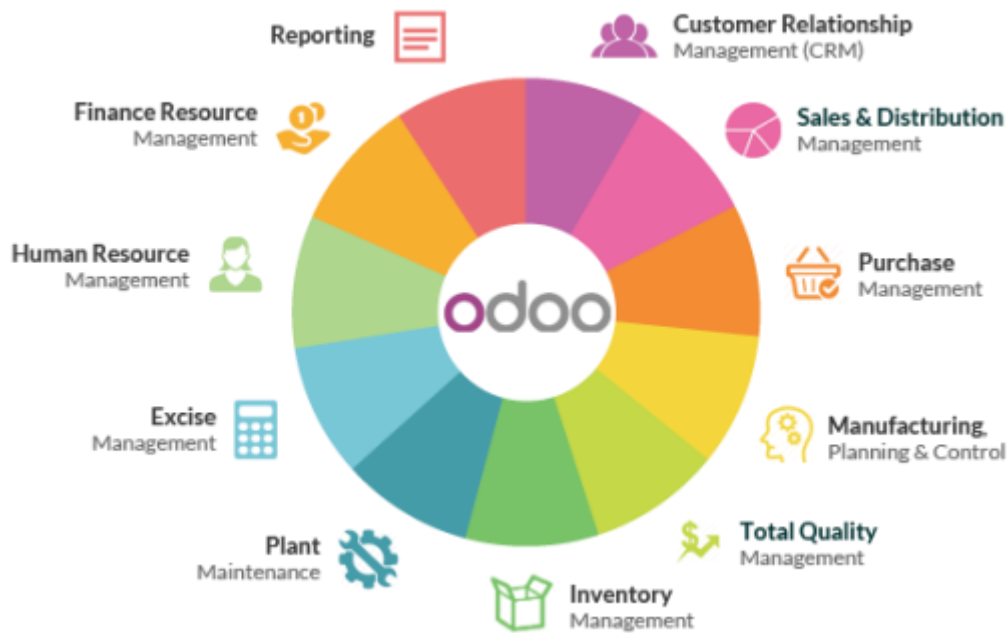 Reporting
Customer Relationship
Management (CRM)
Finance Resource
Management
Sales & Distribution
Management
Human Resource
Management
Purchase
Management
odoo
Excise
Management
Manufacturing,
Planning & Control
Plant
Maintenance
Total Quality
Management
Inventory
Management